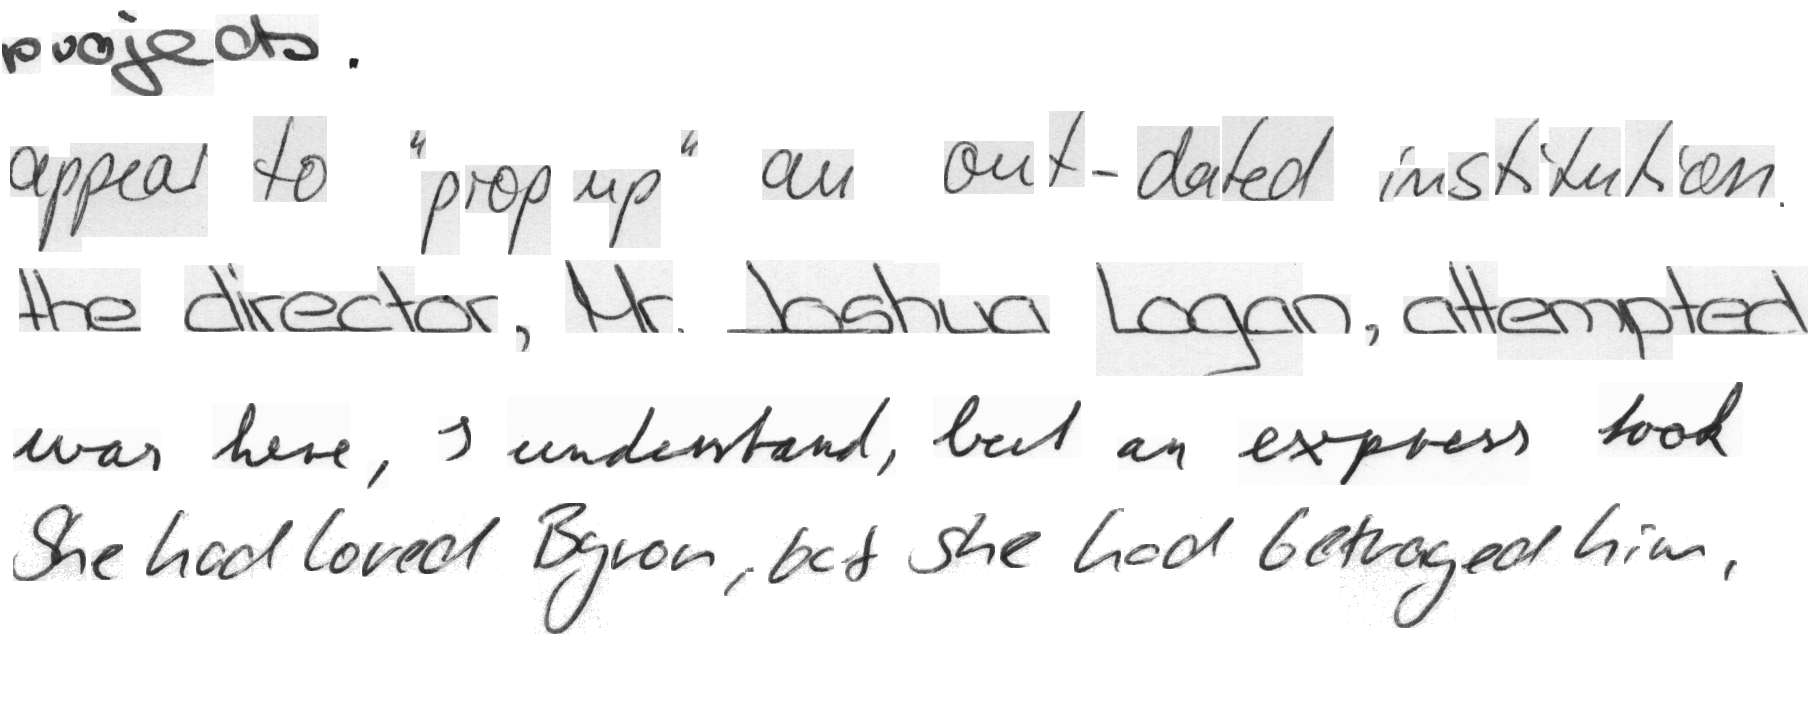 projects.
appear to "prop up" an out-dated institution.
the director, Mr. Joshua Logan, attempted
was here, I understand, but an express took
She had loved Byron, but she had betrayed him,